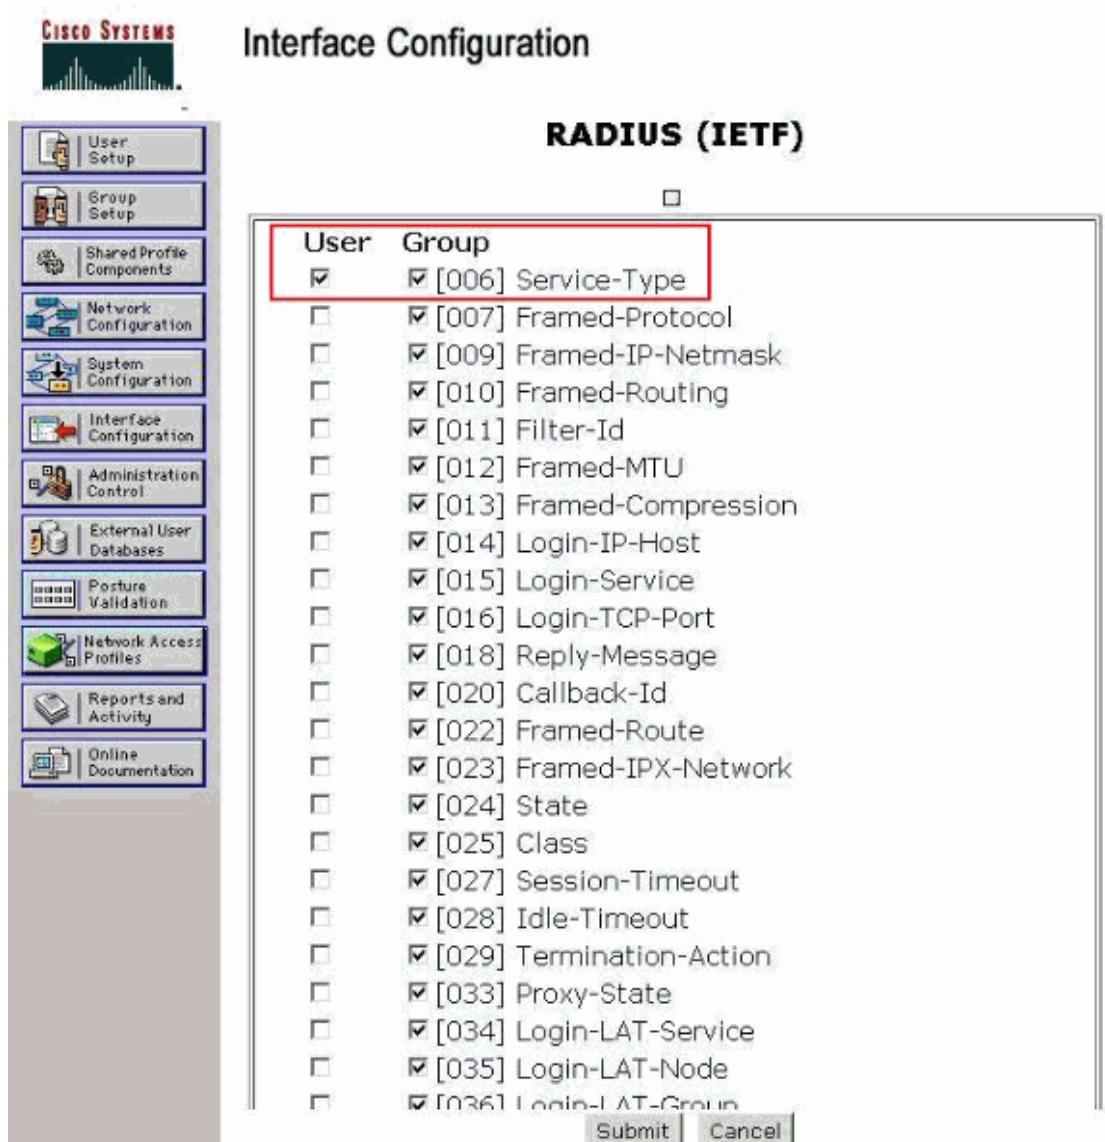 CISCO SYSTEMS
Interface Configuration
User
Setup
Group
Setup
Shared Profile
Components
Network
Configuration
System
Configuration
Interface
Configuration
Administration
Control
External User
Databases
Posture
Validation
Network Access
Profiles
Reports and
Activity
Online
Documentation
RADIUS (IETF)
User Group
[006] Service-Type
[007] Framed-Protocol
[009] Framed-IP-Netmask
[010] Framed-Routing
[011] Filter-Id
[012] Framed-MTU
[013] Framed-Compression
[014] Login-IP-Host
[015] Login-Service
[016] Login-TCP-Port
[018] Reply-Message
[020] Callback-Id
[022] Framed-Route
[023] Framed-IPX-Network
[024] State
[025] Class
[027] Session-Timeout
[028] Idle-Timeout
[029] Termination-Action
[033] Proxy-State
[034] Login-LAT-Service
[035] Login-LAT-Node
[036] Login-LAT-Group
Submit Cancel